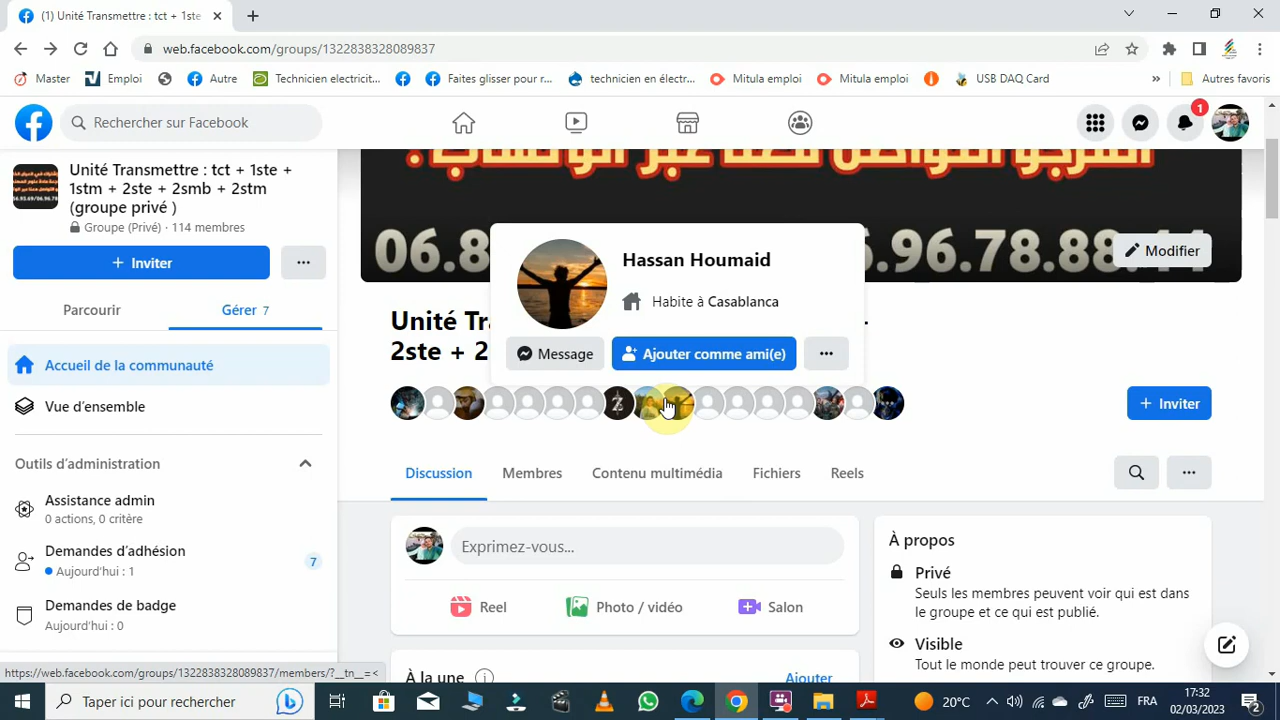 (1) Unité Transmettre : tct + 1ste
web.facebook.com/groups/1322838328089837
Master
Emploi
Autre
Technicien electricit...
Faites glisser pour r...
technicien en électr...
Mitula emploi
Mitula emploi
USB DAQ Card
»
Autres favoris
Rechercher sur Facebook
1
Unité Transmettre : tct + 1ste +
1stm + 2ste + 2smb + 2stm
(groupe privé )
Groupe (Privé) · 114 membres
+ Inviter
Parcourir
Gérer 7
Accueil de la communauté
Vue d'ensemble
Outils d'administration
Assistance admin
0 actions, 0 critère
Demandes d'adhésion
7
Aujourd'hui : 1
Demandes de badge
Aujourd'hui : 0
https://web.facebook.com/groups/1322838328089837/members/?__tn__=<
المرجو التواصل معنا عبر الواتساب :
06.8
6.96.78.88
Modifier
Hassan Houmaid
Habite à Casablanca
Message
Ajouter comme ami(e)
Unité Tr
2ste + 2
+ Inviter
Discussion
Membres
Contenu multimédia
Fichiers
Reels
Exprimez-vous...
Reel
Photo / vidéo
Salon
À la une
Ajouter
À propos
Privé
Seuls les membres peuvent voir qui est dans
le groupe et ce qui est publié.
Visible
Tout le monde peut trouver ce groupe.
Taper ici pour rechercher
20°C
FRA
17:32
02/03/2023
2